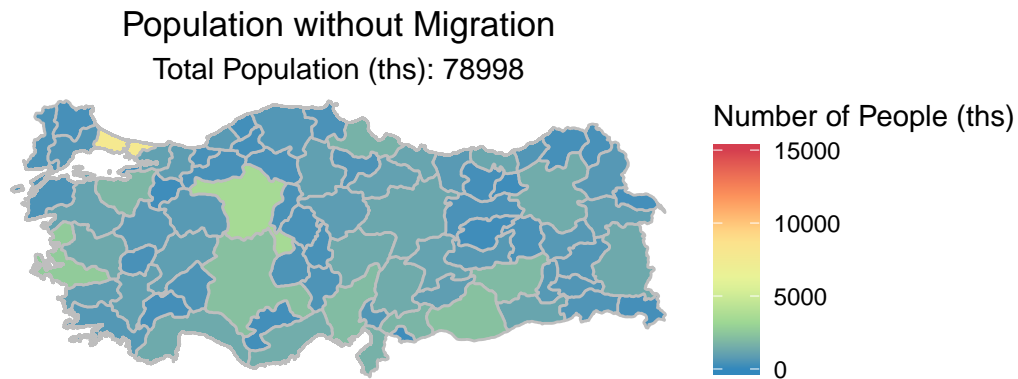 Population without Migration
Total Population (ths): 78998
Number of People (ths)
15000
10000
5000
0